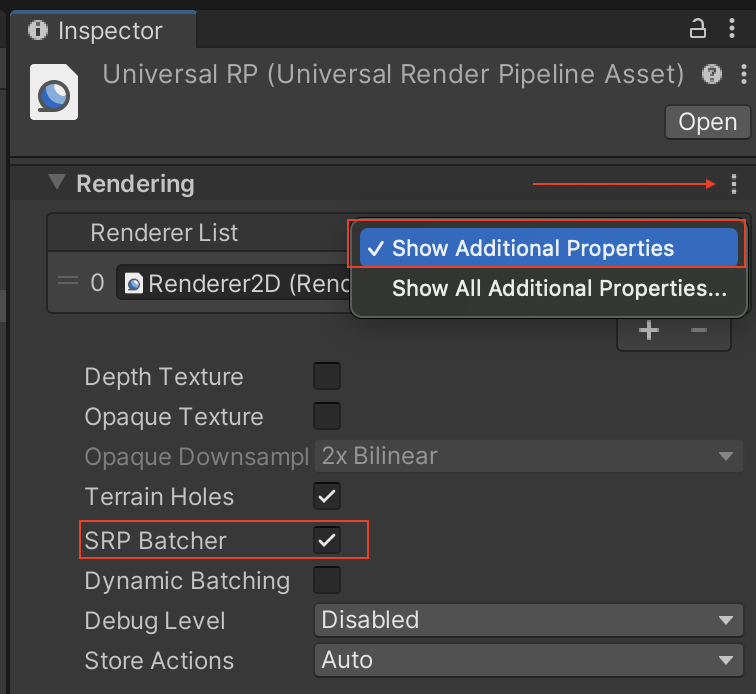 Inspector
Universal RP (Universal Render Pipeline Asset)
Open
Rendering
Renderer List
Show Additional Properties
0 Renderer2D (Rend
Show All Additional Properties...
Depth Texture
Opaque Texture
Opaque Downsampl 2x Bilinear
Terrain Holes
SRP Batcher
Dynamic Batching
Debug Level Disabled
Store Actions Auto